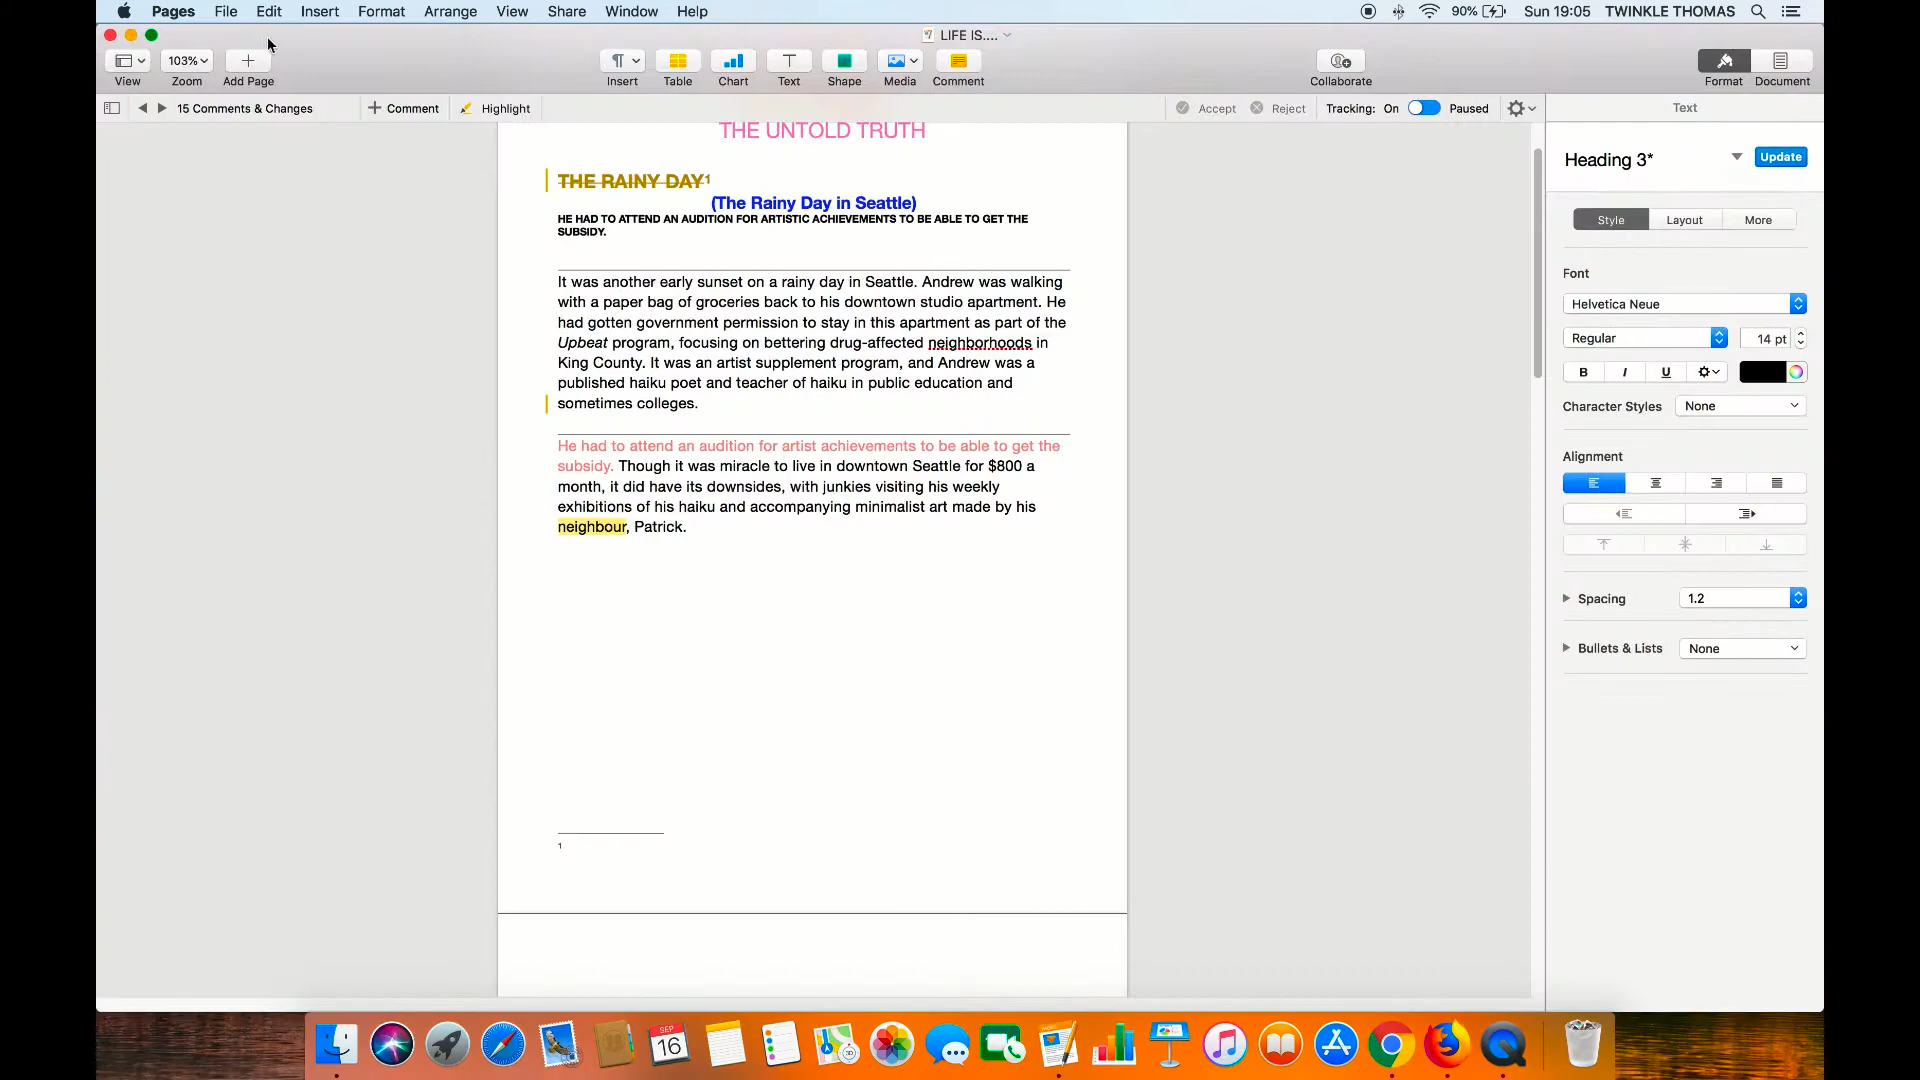 Pages File Edit Insert Format Arrange View Share Window Help 90% Sun 19:05 TWINKLE THOMAS
LIFE IS....
103%
View Zoom Add Page Insert Table Chart Text Shape Media Comment Collaborate Format Document
15 Comments & Changes Comment Highlight Accept Reject Tracking: On Paused Text
THE UNTOLD TRUTH
THE RAINY DAY1
(The Rainy Day in Seattle)
HE HAD TO ATTEND AN AUDITION FOR ARTISTIC ACHIEVEMENTS TO BE ABLE TO GET THE
SUBSIDY.
It was another early sunset on a rainy day in Seattle. Andrew was walking
with a paper bag of groceries back to his downtown studio apartment. He
had gotten government permission to stay in this apartment as part of the
Upbeat program, focusing on bettering drug-affected neighborhoods in
King County. It was an artist supplement program, and Andrew was a
published haiku poet and teacher of haiku in public education and
sometimes colleges.
He had to attend an audition for artist achievements to be able to get the
subsidy. Though it was miracle to live in downtown Seattle for $800 a
month, it did have its downsides, with junkies visiting his weekly
exhibitions of his haiku and accompanying minimalist art made by his
neighbour, Patrick.
1
Heading 3* Update
Style Layout More
Font
Helvetica Neue
Regular 14 pt
B I U
Character Styles None
Alignment
Spacing 1.2
Bullets & Lists None
SEP
16